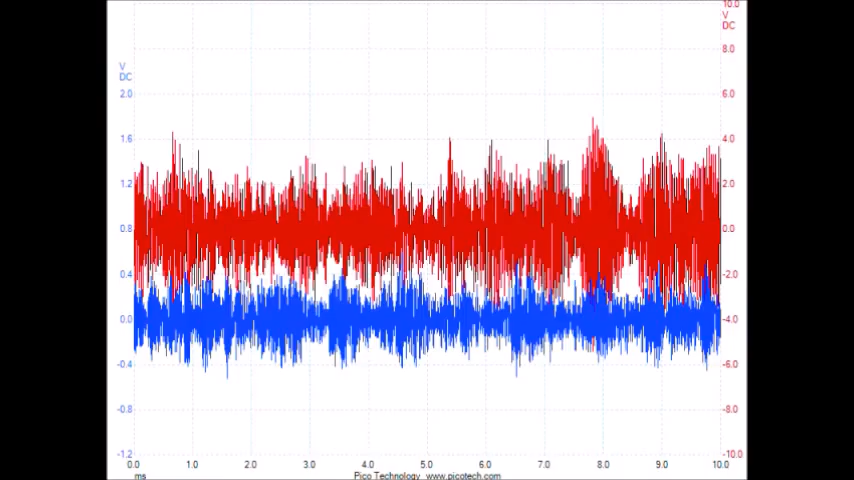 10.0
V
DC
8.0
V
DC
2.0
6.0
1.6
4.0
1.2
2.0
0.8
0.0
0.4
-2.0
0.0
-4.0
-0.4
-6.0
-0.8
-8.0
-1.2
-10.0
0.0 1.0 2.0 3.0 4.0 5.0 6.0 7.0 8.0 9.0 10.0
ms
Pico Technology www.picotech.com